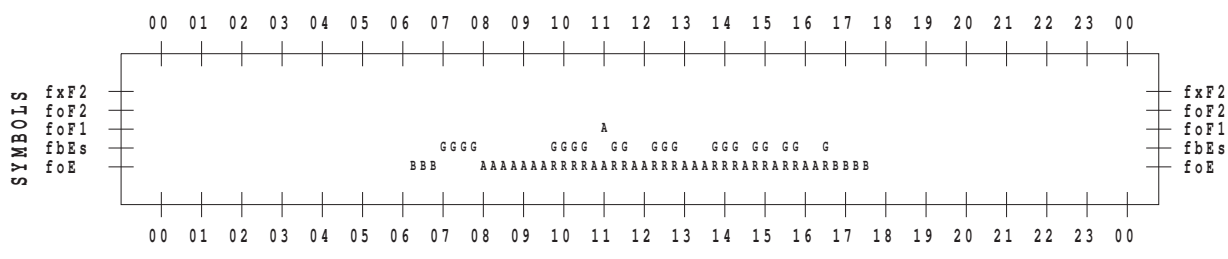 00 01 02 03 04 05 06 07 08 09 10 11 12 13 14 15 16 17 18 19 20 21 22 23 00
SYMBOLS
fxF2 fxF2
foF2 foF2
foF1 A foF1
fbEs GGGG GGGG GG GGG GGG GG GG G fbEs
foE BBB AAAAAAARRRRAARRAARRRAAARRRARRARRAARBBBB foE
00 01 02 03 04 05 06 07 08 09 10 11 12 13 14 15 16 17 18 19 20 21 22 23 00